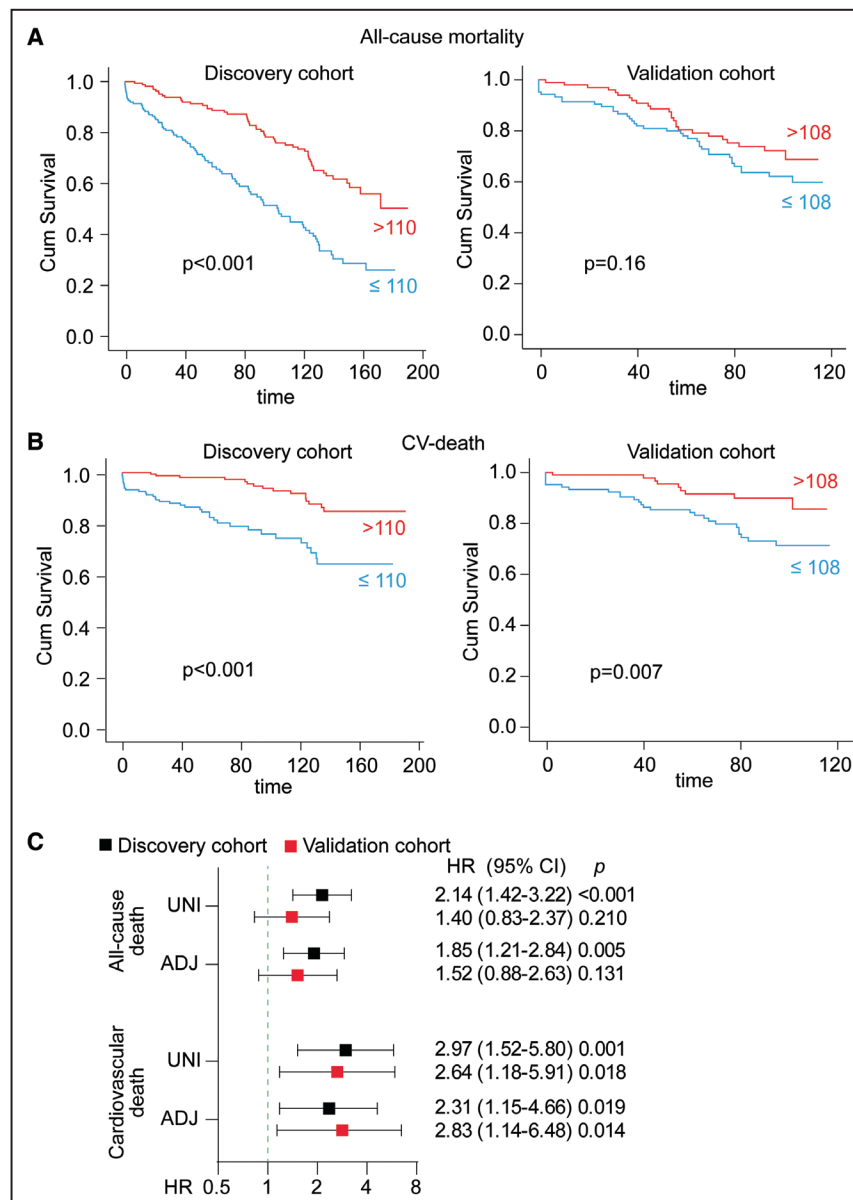 A
All-cause mortality
Discovery cohort
Validation cohort
Cum Survival
1.0
0.8
0.6
0.4
0.2
0.0
>110
≤ 110
p<0.001
0 40 80 120 160 200
time
Cum Survival
1.0
0.8
0.6
0.4
0.2
0.0
>108
≤ 108
p=0.16
0 40 80 120
time
B
CV-death
Discovery cohort
Validation cohort
Cum Survival
1.0
0.8
0.6
0.4
0.2
0.0
>110
≤ 110
p<0.001
0 40 80 120 160 200
time
Cum Survival
1.0
0.8
0.6
0.4
0.2
0.0
>108
≤ 108
p=0.007
0 40 80 120
time
C
Discovery cohort Validation cohort
HR (95% CI) p
All-cause
death
UNI
2.14 (1.42-3.22) <0.001
1.40 (0.83-2.37) 0.210
ADJ
1.85 (1.21-2.84) 0.005
1.52 (0.88-2.63) 0.131
Cardiovascular
death
UNI
2.97 (1.52-5.80) 0.001
2.64 (1.18-5.91) 0.018
ADJ
2.31 (1.15-4.66) 0.019
2.83 (1.14-6.48) 0.014
HR 0.5 1 2 4 8